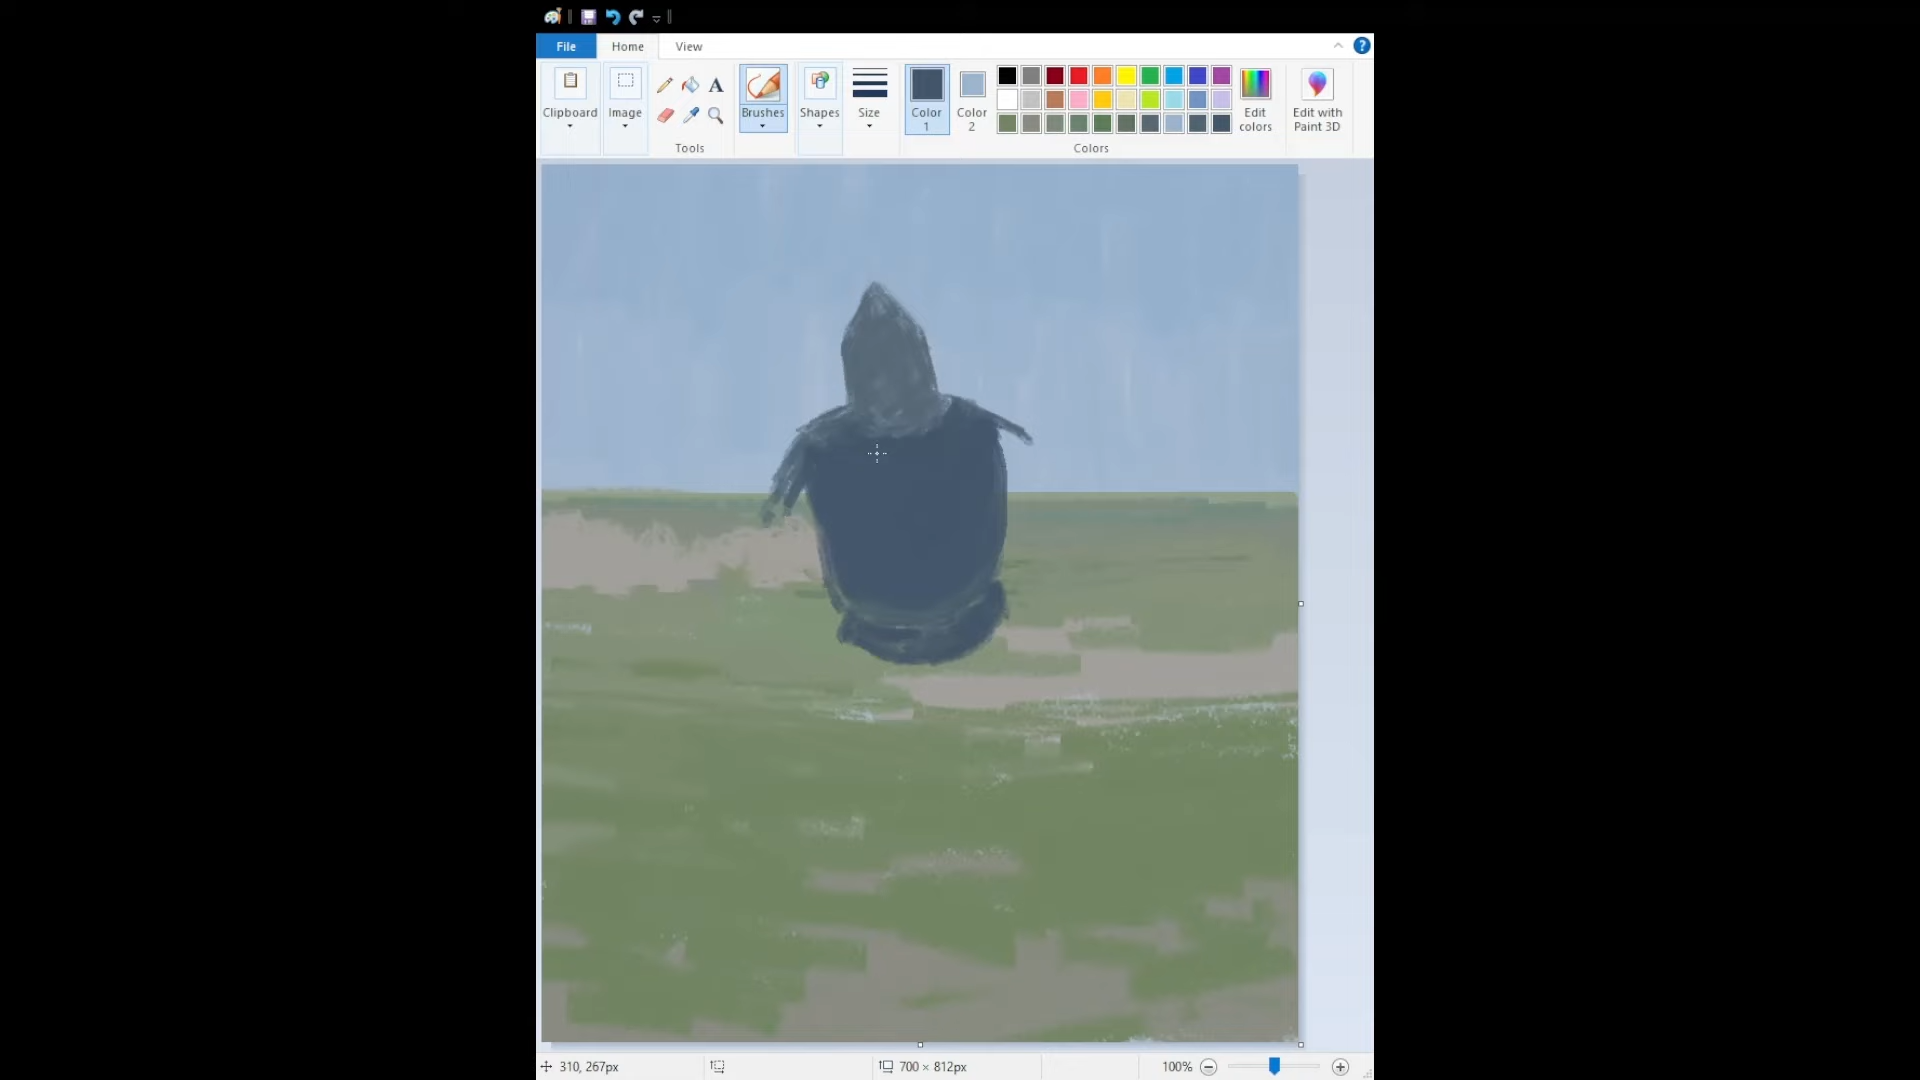 File Home View
Clipboard Image Brushes Shapes Size Color 1 Color 2 Edit colors Edit with Paint 3D
Tools Colors
310, 267px 700 × 812px 100%